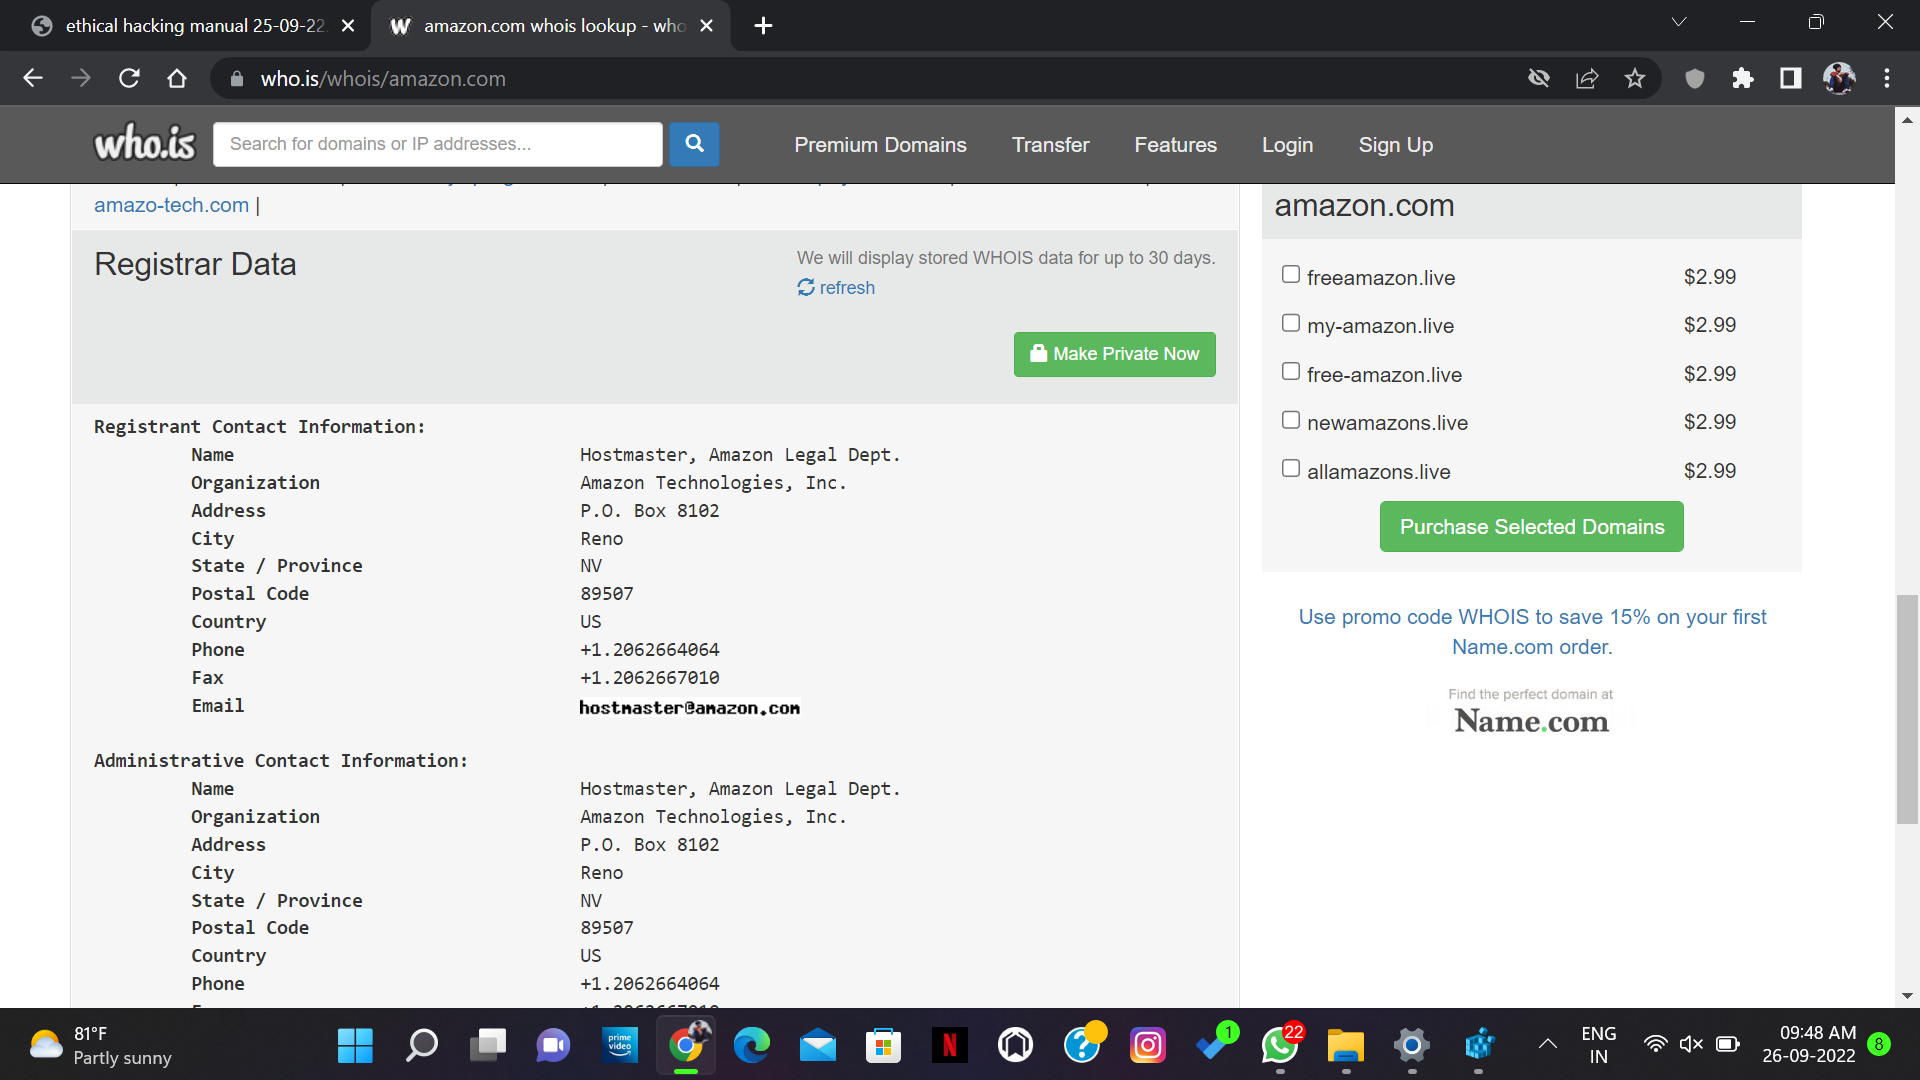 ethical hacking manual 25-09-22
amazon.com whois lookup - who
who.is/whois/amazon.com
who.is
Search for domains or IP addresses...
Premium Domains
Transfer
Features
Login
Sign Up
amazo-tech.com |
Registrar Data
We will display stored WHOIS data for up to 30 days.
refresh
Make Private Now
Registrant Contact Information:
Name Hostmaster, Amazon Legal Dept.
Organization Amazon Technologies, Inc.
Address P.O. Box 8102
City Reno
State / Province NV
Postal Code 89507
Country US
Phone +1.2062664064
Fax +1.2062667010
Email hostmaster@amazon.com
Administrative Contact Information:
Name Hostmaster, Amazon Legal Dept.
Organization Amazon Technologies, Inc.
Address P.O. Box 8102
City Reno
State / Province NV
Postal Code 89507
Country US
Phone +1.2062664064
amazon.com
freeamazon.live $2.99
my-amazon.live $2.99
free-amazon.live $2.99
newamazons.live $2.99
allamazons.live $2.99
Purchase Selected Domains
Use promo code WHOIS to save 15% on your first
Name.com order.
Find the perfect domain at
Name.com
81°F
Partly sunny
prime
video
N
1
22
ENG
IN
09:48 AM
26-09-2022
8